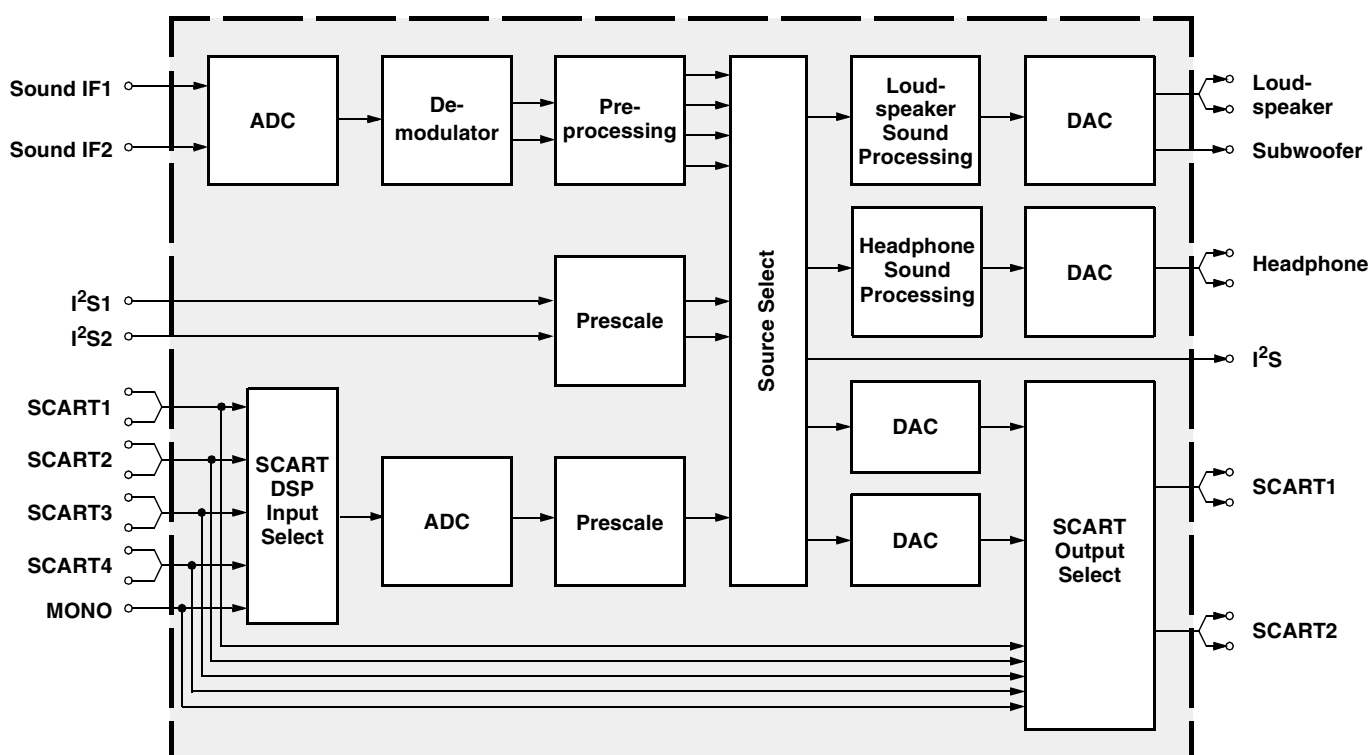 Sound IF1
Sound IF2
ADC
De-
modulator
Pre-
processing
Loud-
speaker
Sound
Processing
DAC
Loud-
speaker
Subwoofer
Headphone
Sound
Processing
DAC
Headphone
I²S1
I²S2
Prescale
Source Select
I²S
SCART1
SCART2
SCART3
SCART4
MONO
SCART
DSP
Input
Select
ADC
Prescale
DAC
DAC
SCART
Output
Select
SCART1
SCART2